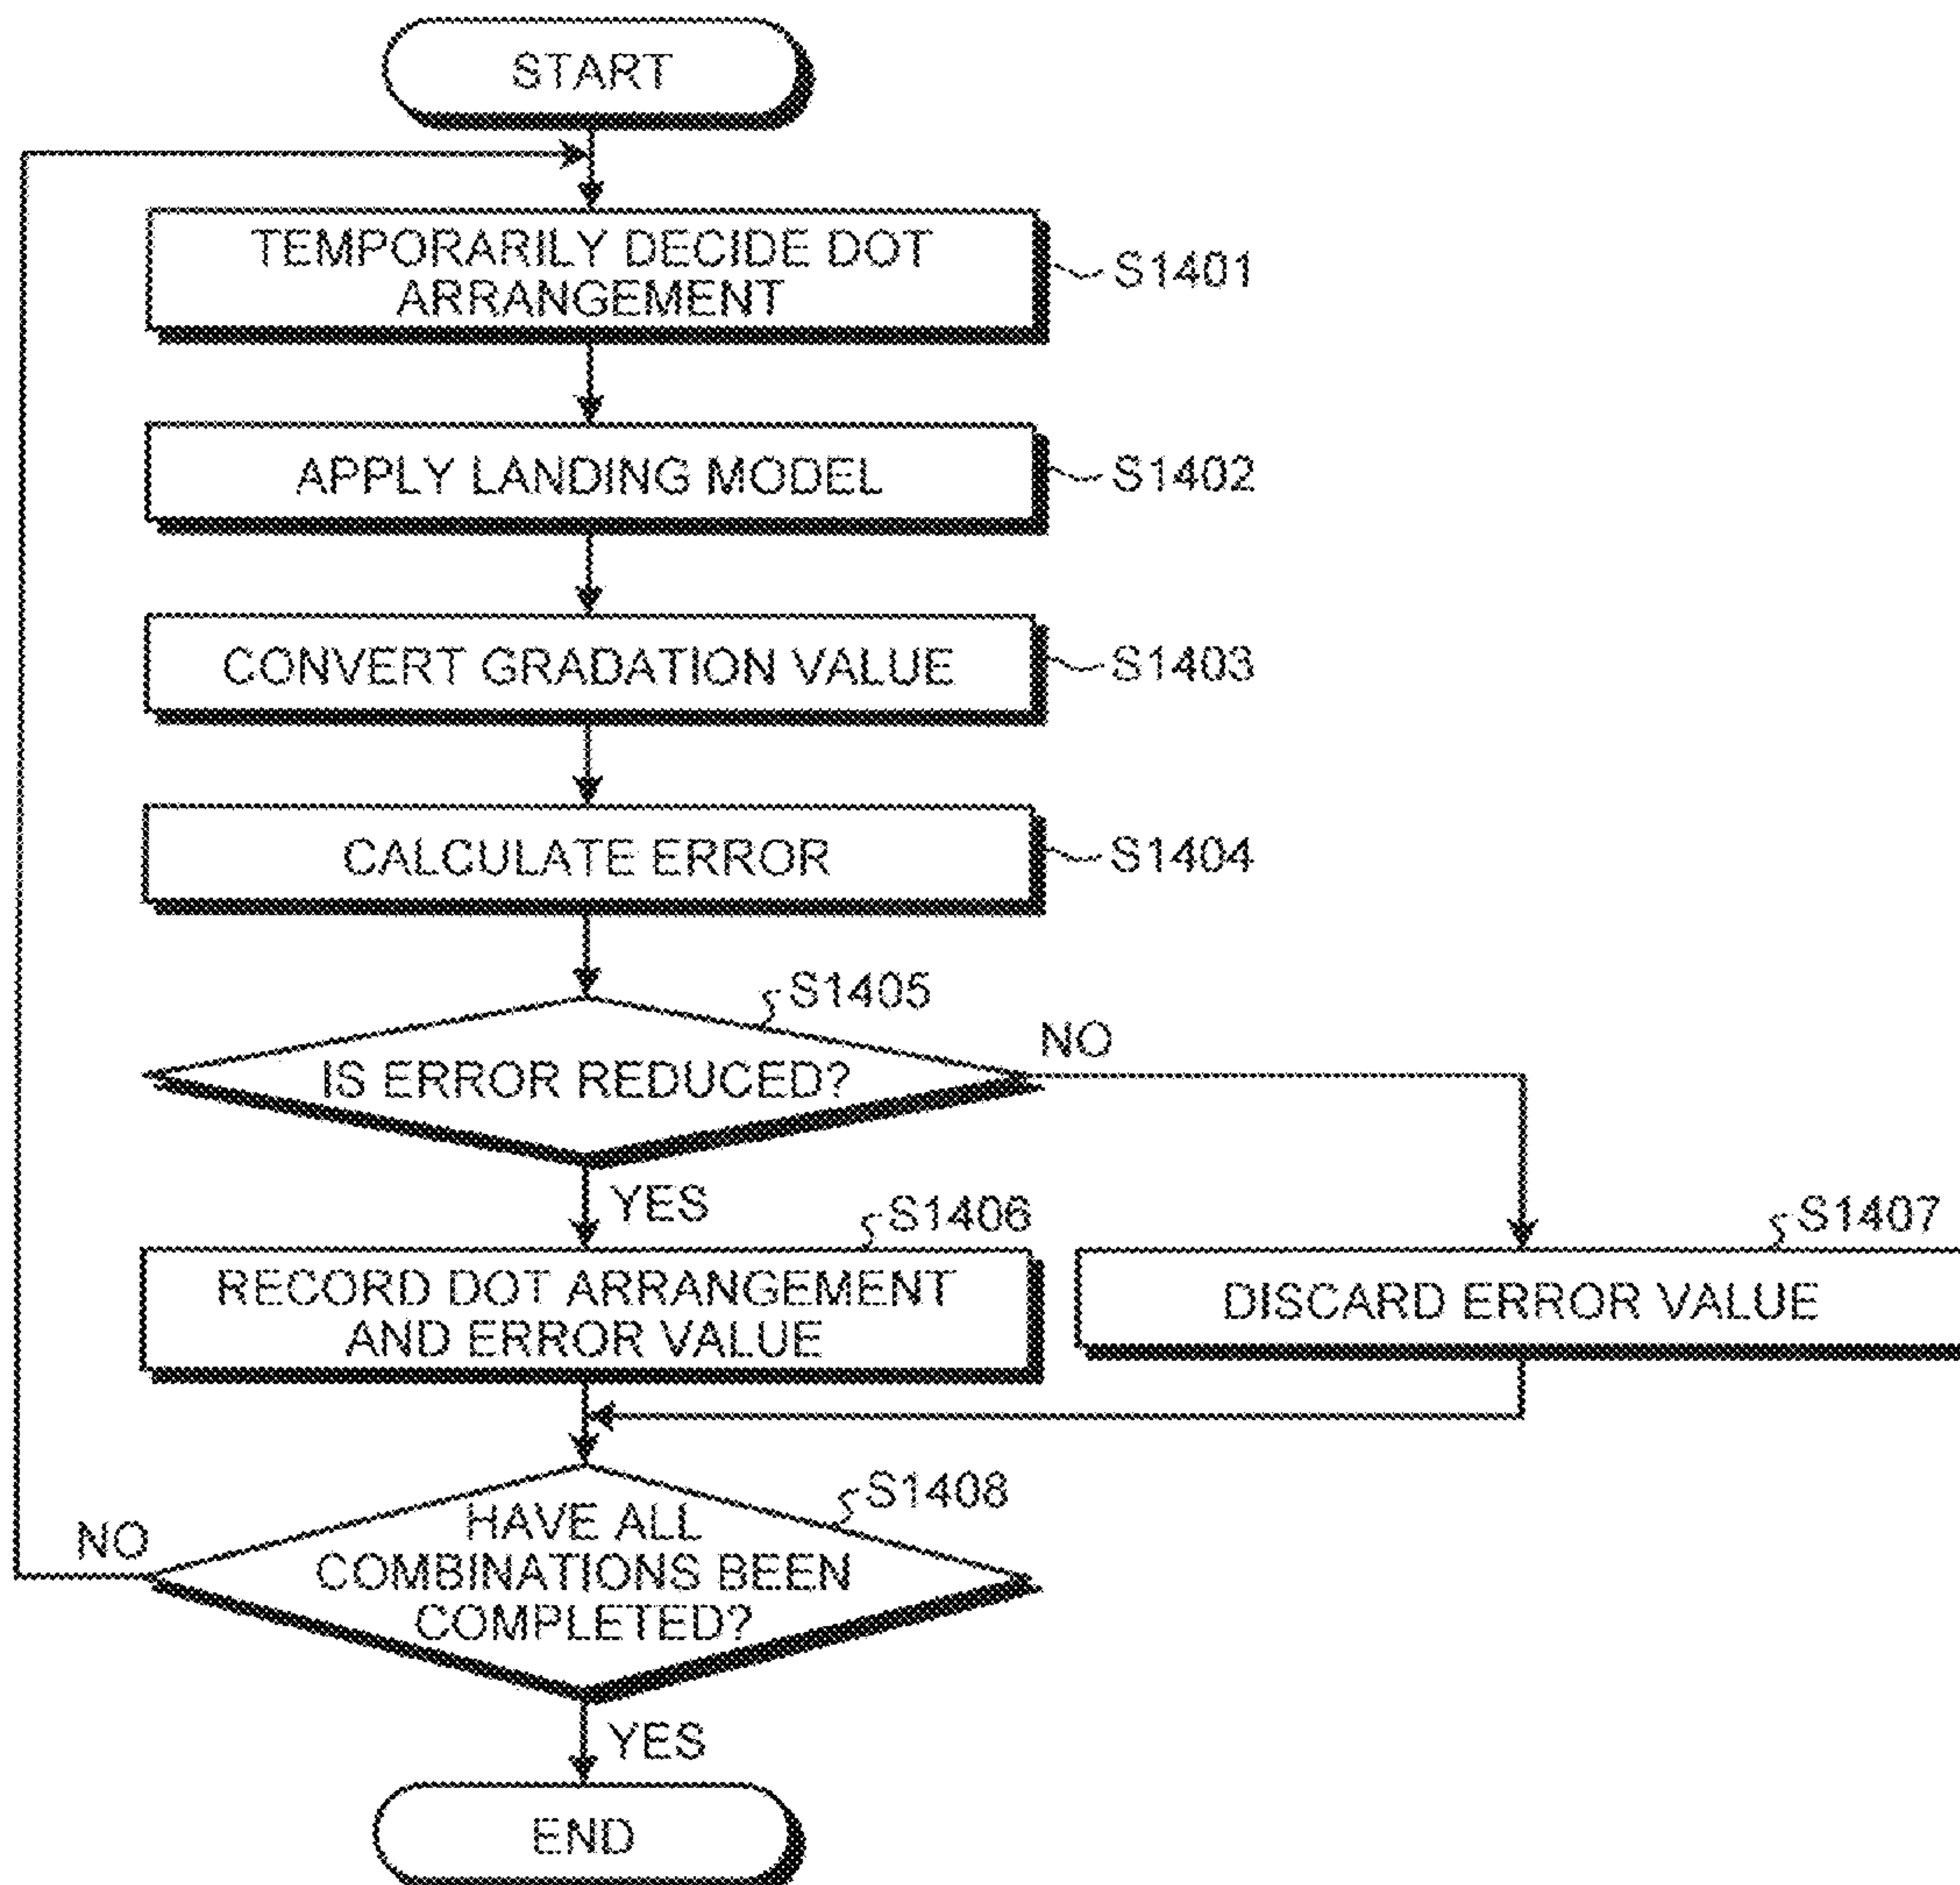 START
TEMPORARILY DECIDE DOT
ARRANGEMENT
S1401
APPLY LANDING MODEL
S1402
CONVERT GRADATION VALUE
S1403
CALCULATE ERROR
S1404
S1405
IS ERROR REDUCED?
NO
YES
S1406
RECORD DOT ARRANGEMENT
AND ERROR VALUE
S1407
DISCARD ERROR VALUE
S1408
HAVE ALL
COMBINATIONS BEEN
COMPLETED?
NO
YES
END